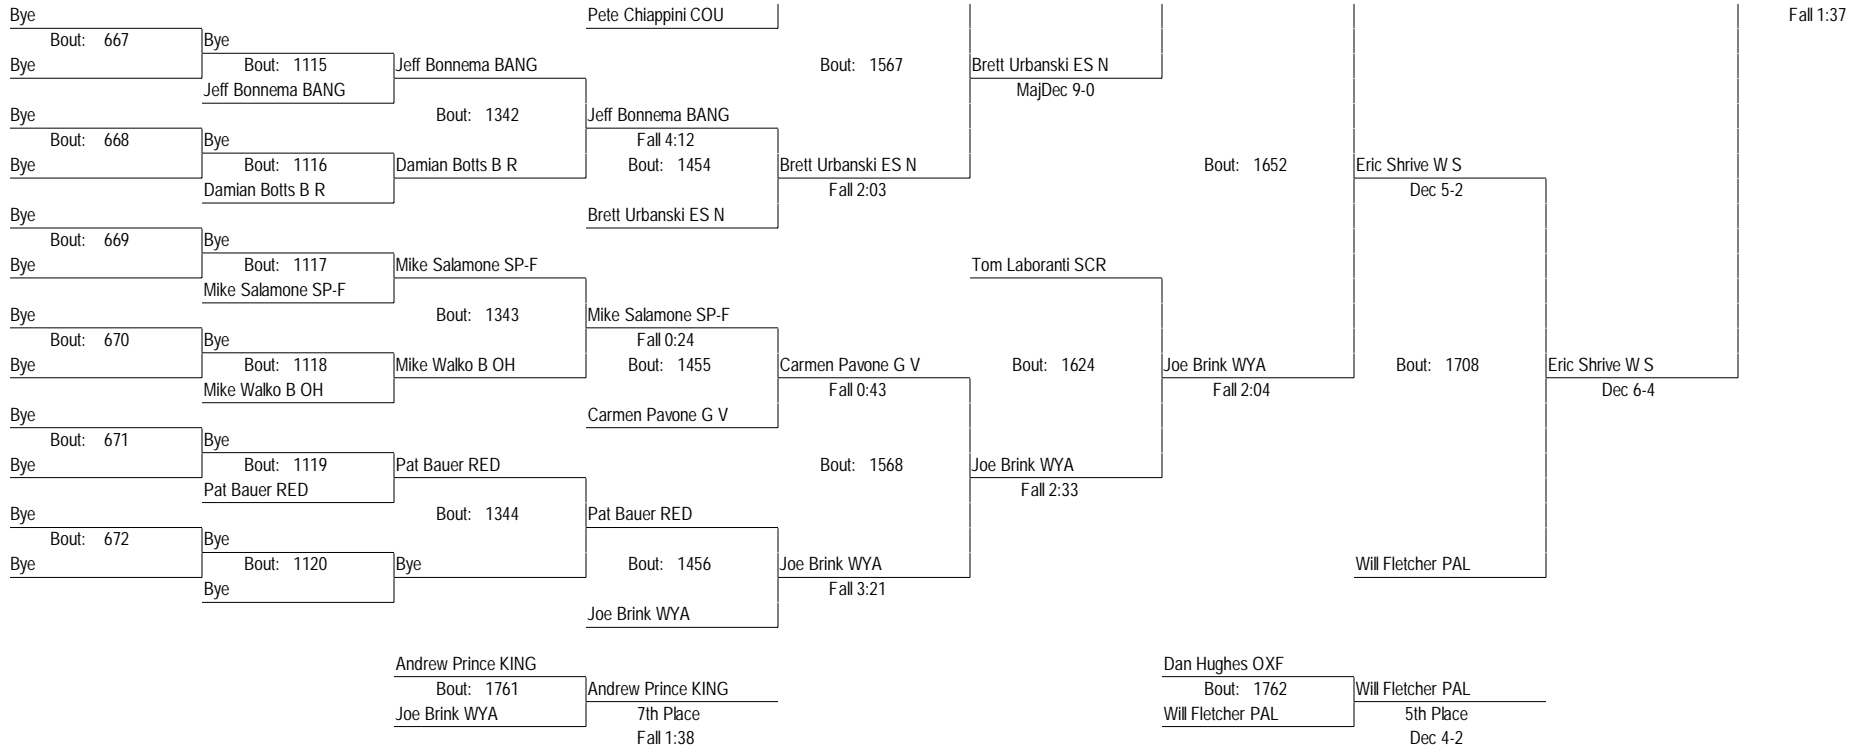 Bye
Pete Chiappini COU
Fall 1:37
Bout: 667
Bye
Bye
Bout: 1115
Jeff Bonnema BANG
Bout: 1567
Brett Urbanski ES N
Jeff Bonnema BANG
MajDec 9-0
Bye
Bout: 1342
Jeff Bonnema BANG
Bout: 668
Bye
Fall 4:12
Bye
Bout: 1116
Damian Botts B R
Bout: 1454
Brett Urbanski ES N
Bout: 1652
Eric Shrive W S
Damian Botts B R
Fall 2:03
Dec 5-2
Bye
Brett Urbanski ES N
Bout: 669
Bye
Bye
Bout: 1117
Mike Salamone SP-F
Tom Laboranti SCR
Mike Salamone SP-F
Bye
Bout: 1343
Mike Salamone SP-F
Bout: 670
Bye
Fall 0:24
Bye
Bout: 1118
Mike Walko B OH
Bout: 1455
Carmen Pavone G V
Bout: 1624
Joe Brink WYA
Bout: 1708
Eric Shrive W S
Mike Walko B OH
Fall 0:43
Fall 2:04
Dec 6-4
Bye
Carmen Pavone G V
Bout: 671
Bye
Bye
Bout: 1119
Pat Bauer RED
Bout: 1568
Joe Brink WYA
Pat Bauer RED
Fall 2:33
Bye
Bout: 1344
Pat Bauer RED
Bout: 672
Bye
Bye
Bout: 1120
Bye
Bout: 1456
Joe Brink WYA
Will Fletcher PAL
Bye
Fall 3:21
Joe Brink WYA
Andrew Prince KING
Dan Hughes OXF
Bout: 1761
Andrew Prince KING
Bout: 1762
Will Fletcher PAL
Joe Brink WYA
7th Place
Will Fletcher PAL
5th Place
Fall 1:38
Dec 4-2